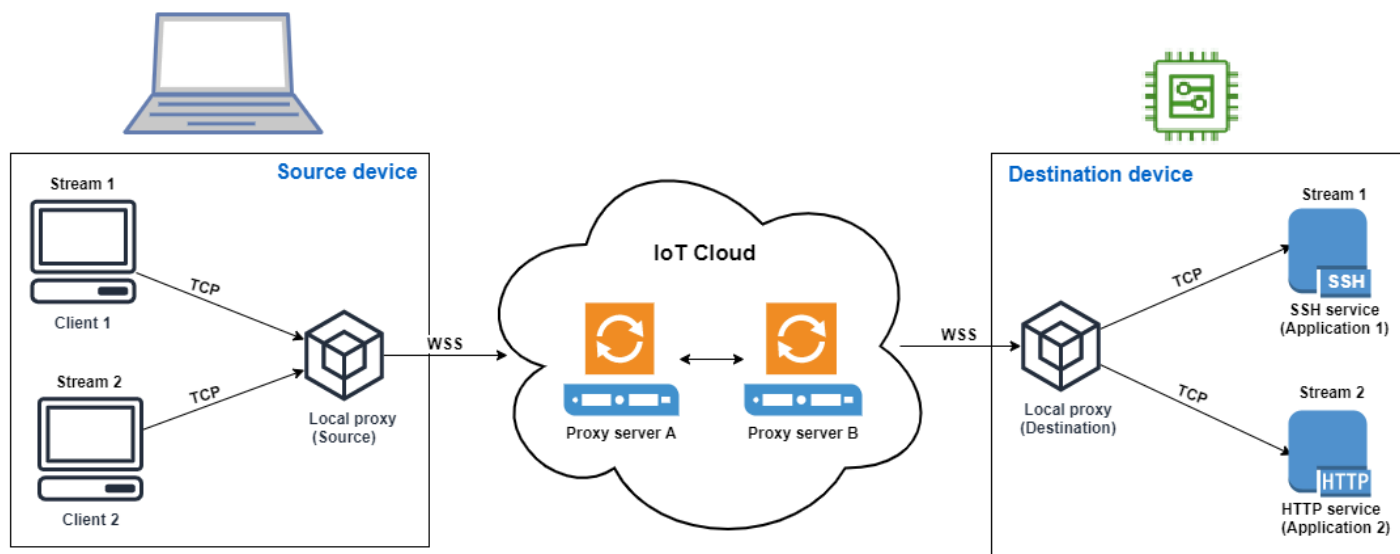 Source device
Stream 1
TCP
Client 1
Stream 2
TCP
Client 2
Local proxy
(Source)
WSS
IoT Cloud
Proxy server A
Proxy server B
WSS
Destination device
Local proxy
(Destination)
TCP
Stream 1
SSH
SSH service
(Application 1)
TCP
Stream 2
HTTP
HTTP service
(Application 2)